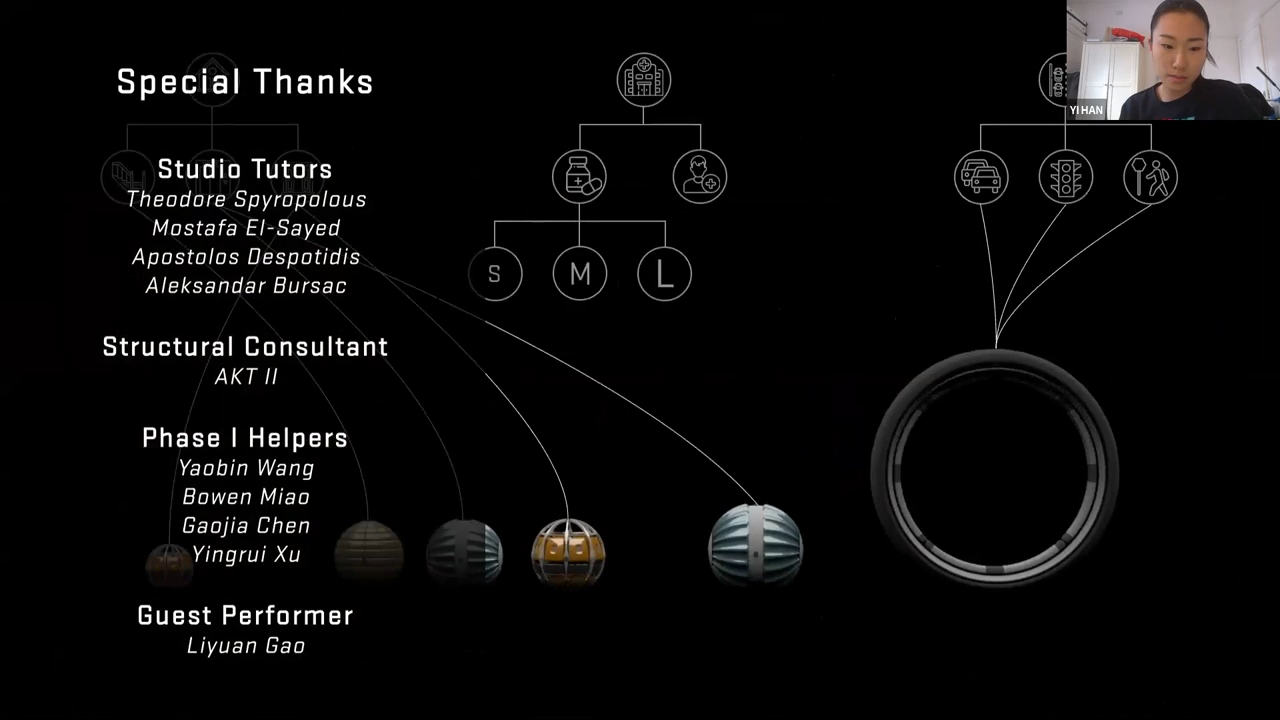 Special Thanks
Studio Tutors
Theodore Spyropolous
Mostafa El-Sayed
Apostolos Despotidis
Aleksandar Bursac
Structural Consultant
AKT II
Phase I Helpers
Yaobin Wang
Bowen Miao
Gaojia Chen
Yingrui Xu
Guest Performer
Liyuan Gao
S M L
YI HAN